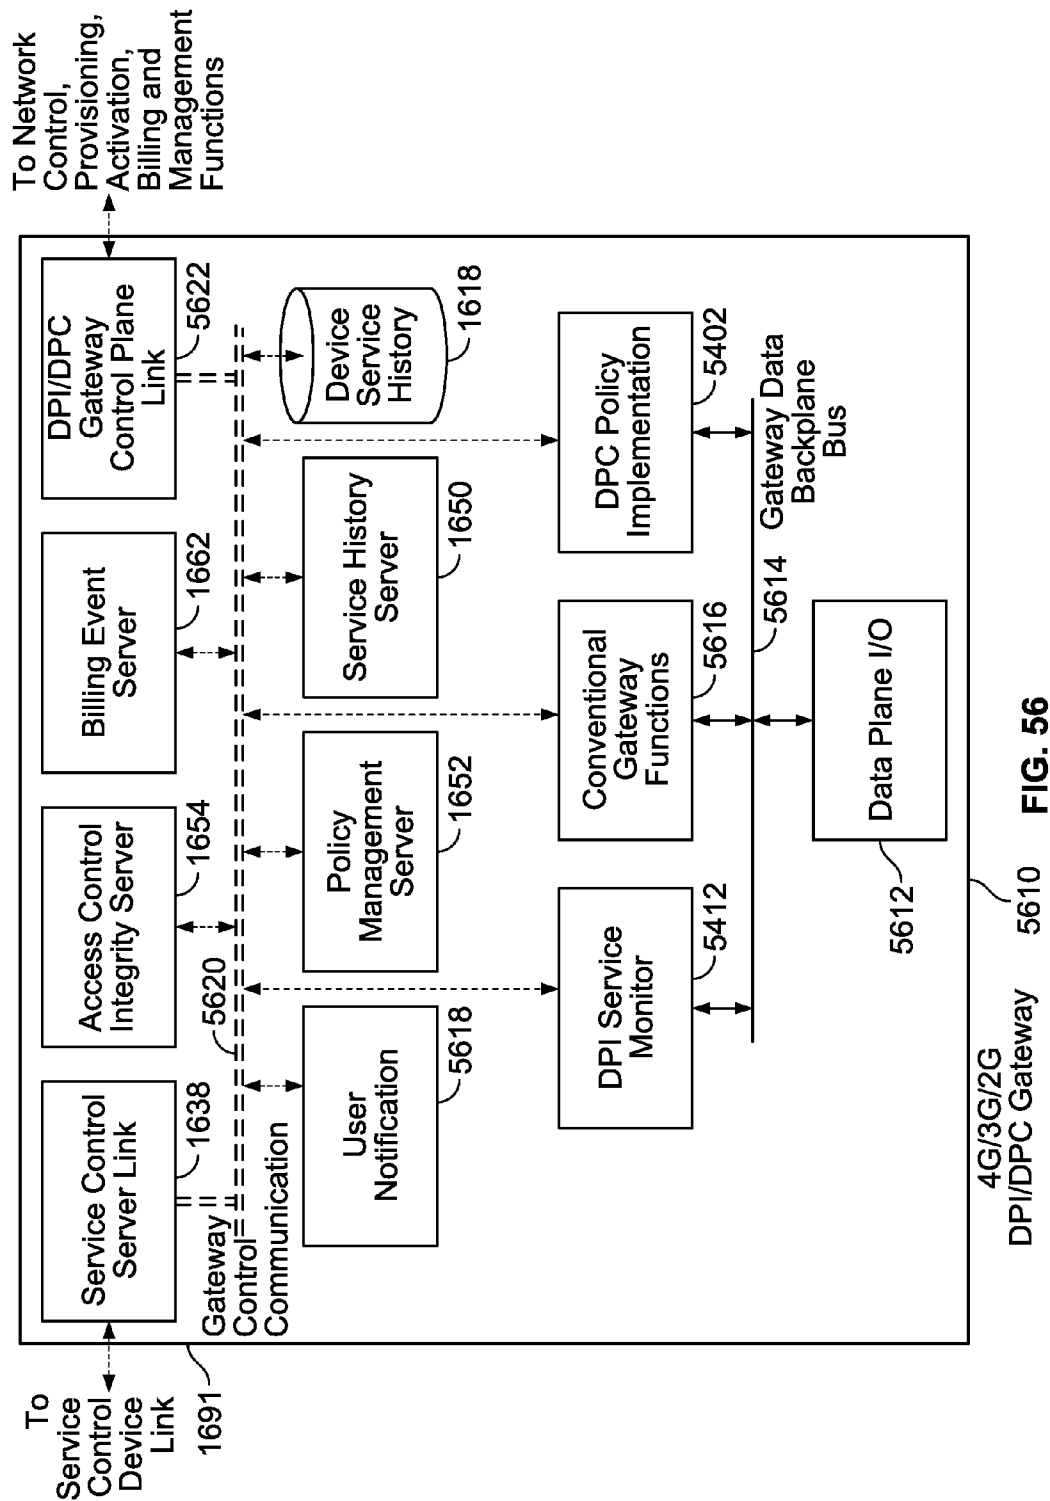 To
Service
Control
Device
Link
1691
Service Control
Server Link
1638
Access Control
Integrity Server
1654
Billing Event
Server
1662
DPI/DPC
Gateway
Control Plane
Link
5622
To Network
Control,
Provisioning,
Activation,
Billing and
Management
Functions
Gateway
Control
Communication
5620
User
Notification
5618
Policy
Management
Server
1652
Service History
Server
1650
Device
Service
History
1618
DPI Service
Monitor
5412
Conventional
Gateway
Functions
5616
DPC Policy
Implementation
5402
5614
Gateway Data
Backplane
Bus
Data Plane I/O
5612
4G/3G/2G
DPI/DPC Gateway
5610
FIG. 56